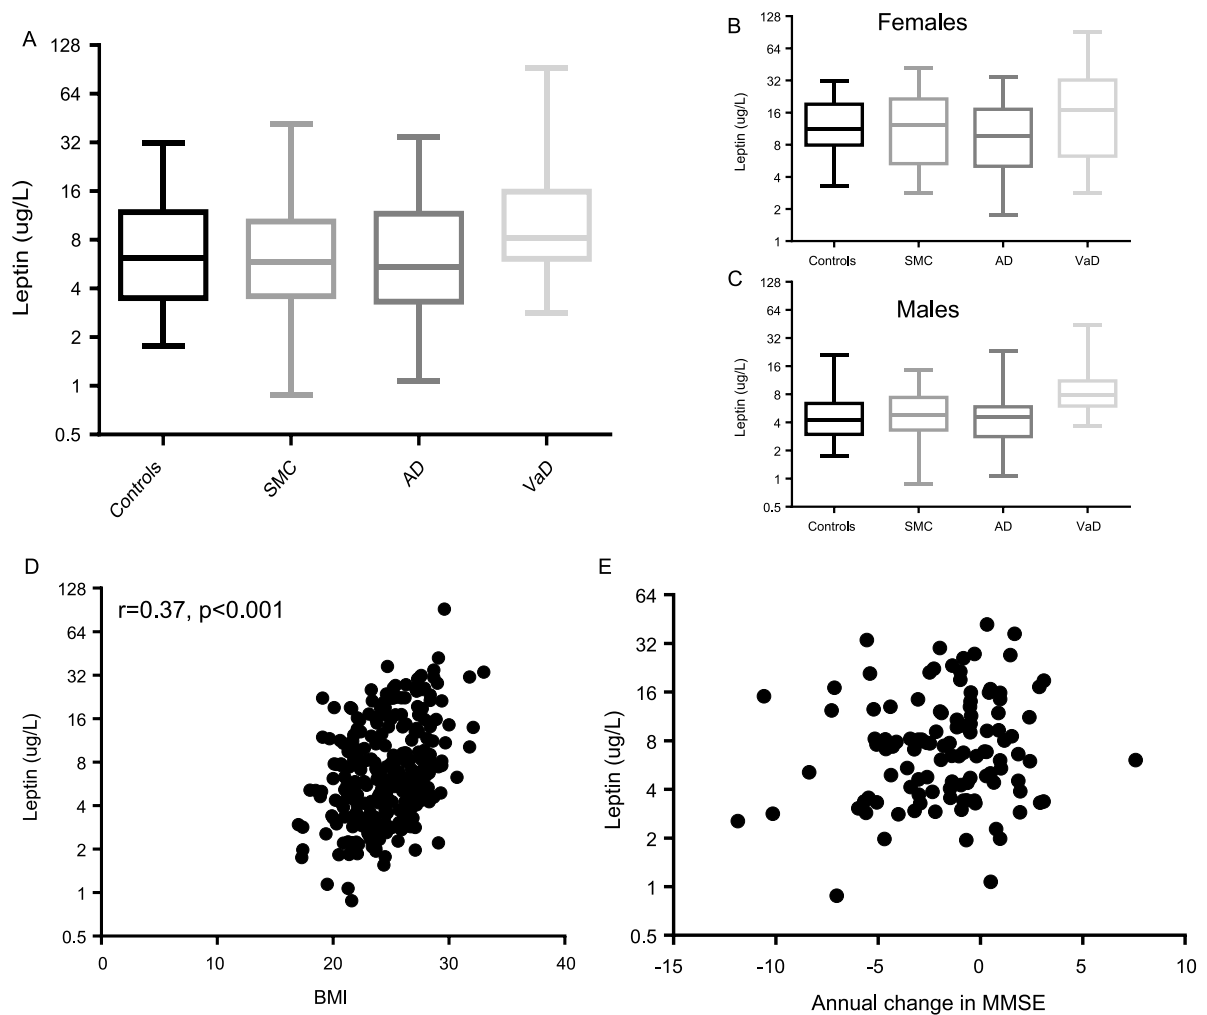 A
128
64
32
16
8
4
2
1
0.5
Leptin (ug/L)
Controls
SMC
AD
VaD
B
Females
128
64
32
16
8
4
2
1
Leptin (ug/L)
Controls
SMC
AD
VaD
C
Males
128
64
32
16
8
4
2
1
0.5
Leptin (ug/L)
Controls
SMC
AD
VaD
D
r=0.37, p<0.001
128
64
32
16
8
4
2
1
0.5
Leptin (ug/L)
0
10
20
30
40
BMI
E
64
32
16
8
4
2
1
0.5
Leptin (ug/L)
-15
-10
-5
0
5
10
Annual change in MMSE